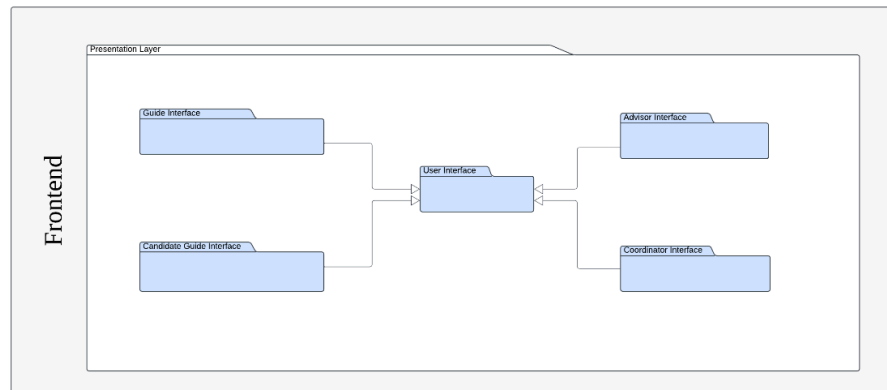 Frontend
Presentation Layer
Guide Interface
Advisor Interface
User Interface
Candidate Guide Interface
Coordinator Interface